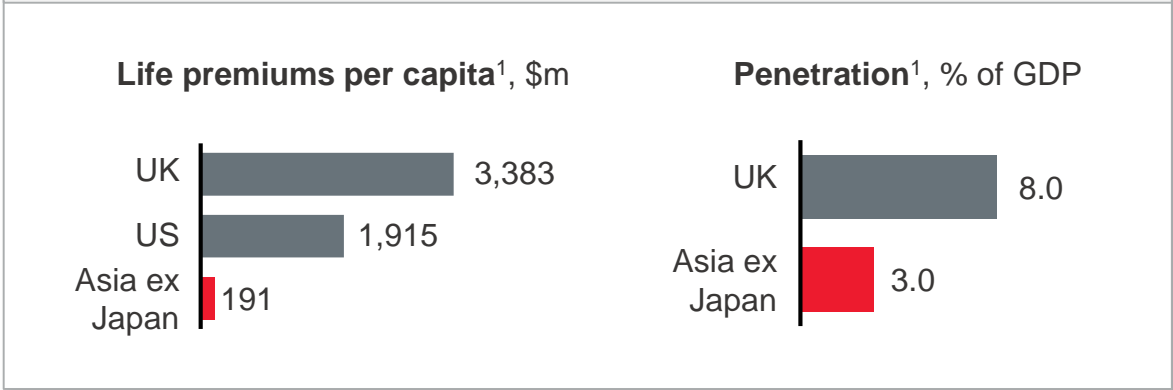 Life premiums per capita¹, $m
UK 3,383
US 1,915
Asia ex
Japan 191
Penetration¹, % of GDP
UK 8.0
Asia ex
Japan 3.0